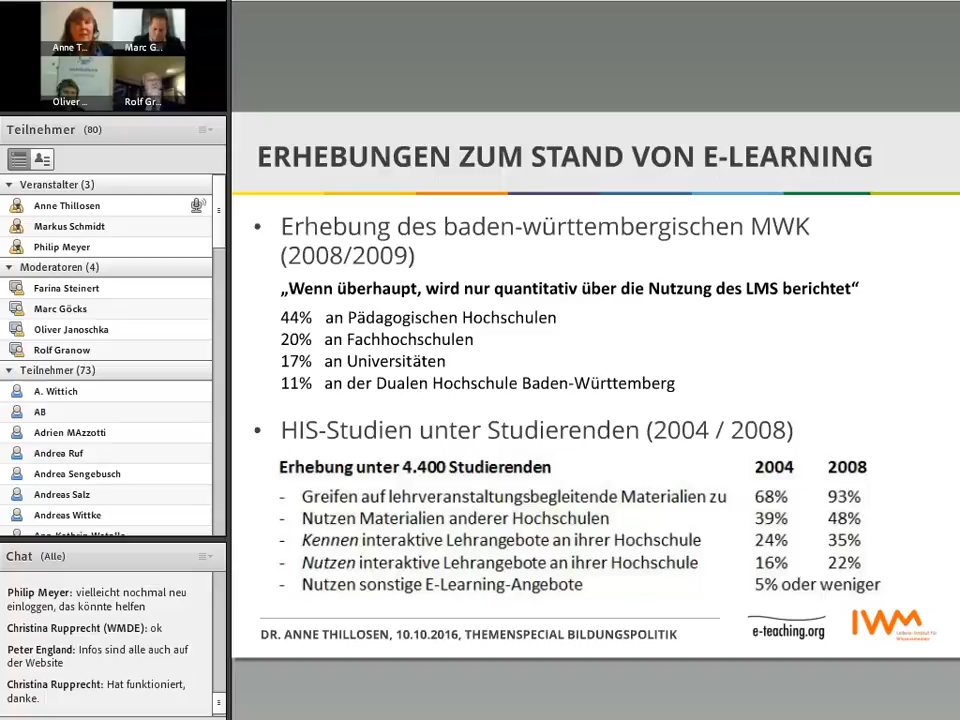 Anne T...
Marc G...
Oliver ...
Rolf Gr...
Teilnehmer (80)
Veranstalter (3)
Anne Thillosen
Markus Schmidt
Philip Meyer
Moderatoren (4)
Farina Steinert
Marc Göcks
Oliver Janoschka
Rolf Granow
Teilnehmer (73)
A. Wittich
AB
Adrien MAzzotti
Andrea Ruf
Andrea Sengebusch
Andreas Salz
Andreas Wittke
Chat (Alle)
Philip Meyer: vielleicht nochmal neu
einloggen, das könnte helfen
Christina Rupprecht (WMDE): ok
Peter England: Infos sind alle auch auf
der Website
Christina Rupprecht: Hat funktioniert,
danke.
ERHEBUNGEN ZUM STAND VON E-LEARNING
• Erhebung des baden-württembergischen MWK
(2008/2009)
„Wenn überhaupt, wird nur quantitativ über die Nutzung des LMS berichtet“
44% an Pädagogischen Hochschulen
20% an Fachhochschulen
17% an Universitäten
11% an der Dualen Hochschule Baden-Württemberg
• HIS-Studien unter Studierenden (2004 / 2008)
Erhebung unter 4.400 Studierenden 2004 2008
- Greifen auf lehrveranstaltungsbegleitende Materialien zu 68% 93%
- Nutzen Materialien anderer Hochschulen 39% 48%
- Kennen interaktive Lehrangebote an ihrer Hochschule 24% 35%
- Nutzen interaktive Lehrangebote an ihrer Hochschule 16% 22%
- Nutzen sonstige E-Learning-Angebote 5% oder weniger
DR. ANNE THILLOSEN, 10.10.2016, THEMENSPECIAL BILDUNGSPOLITIK
e-teaching.org
IWM